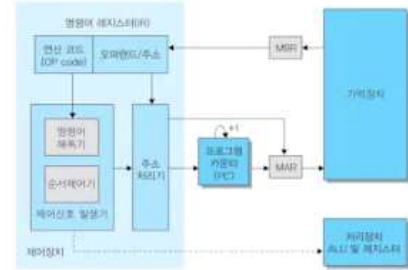 명령어 레지스터(IR)
연산 코드
(OP code)
오퍼랜드/주소
MBR
기억장치
명령어
해독기
순서제어기
제어신호 발생기
주소
처리기
+1
프로그램
카운터
(PC)
MAR
제어장치
처리장치
ALU 및 레지스터